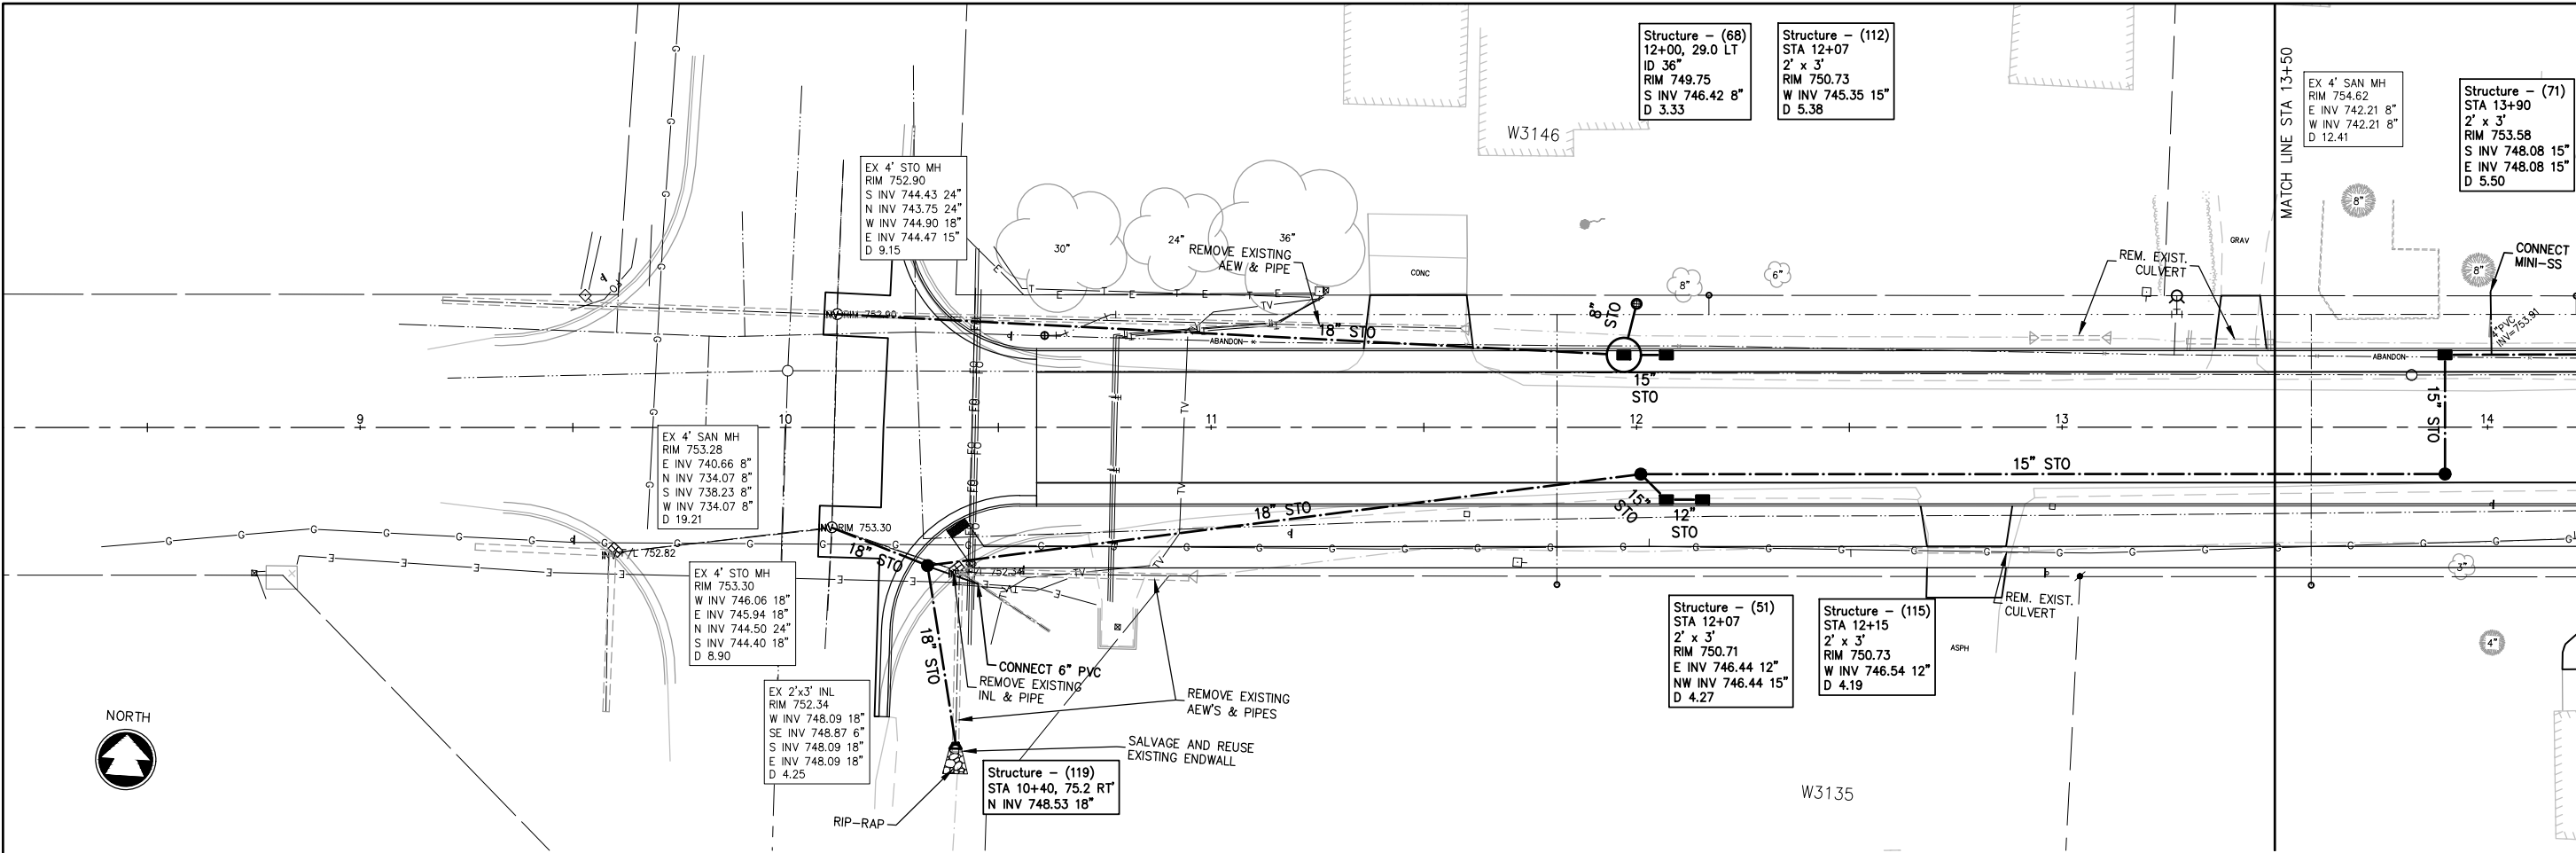 Structure - (68)
12+00, 29.0 LT
ID 36"
RIM 749.75
S INV 746.42 8"
D 3.33
Structure - (112)
STA 12+07
2' x 3'
RIM 750.73
W INV 745.35 15"
D 5.38
MATCH LINE STA 13+50
EX 4' SAN MH
RIM 754.62
E INV 742.21 8"
W INV 742.21 8"
D 12.41
Structure - (71)
STA 13+90
2' x 3'
RIM 753.58
S INV 748.08 15"
E INV 748.08 15"
D 5.50
W3146
EX 4' STO MH
RIM 752.90
S INV 744.43 24"
N INV 743.75 24"
W INV 744.90 18"
E INV 744.47 15"
D 9.15
30"
24"
36"
REMOVE EXISTING
AEW & PIPE
CONC
8"
6"
REM. EXIST.
CULVERT
GRAV
8"
8"
CONNECT
MINI-SS
4"PVC
INV=753.91
RIM 752.90
18" STO
8"
STO
ABANDON
ABANDON
15"
STO
15" STO
9
10
11
12
13
14
EX 4' SAN MH
RIM 753.28
E INV 740.66 8"
N INV 734.07 8"
S INV 738.23 8"
W INV 734.07 8"
D 19.21
RIM 753.30
F/L 752.82
18"
STO
18" STO
15" STO
15"
STO
12"
STO
EX 4' STO MH
RIM 753.30
W INV 746.06 18"
E INV 745.94 18"
N INV 744.50 24"
S INV 744.40 18"
D 8.90
752.34
18" STO
CONNECT 6" PVC
REMOVE EXISTING
INL & PIPE
REMOVE EXISTING
AEW'S & PIPES
SALVAGE AND REUSE
EXISTING ENDWALL
EX 2'x3' INL
RIM 752.34
W INV 748.09 18"
SE INV 748.87 6"
S INV 748.09 18"
E INV 748.09 18"
D 4.25
Structure - (119)
STA 10+40, 75.2 RT
N INV 748.53 18"
RIP-RAP
NORTH
Structure - (51)
STA 12+07
2' x 3'
RIM 750.71
E INV 746.44 12"
NW INV 746.44 15"
D 4.27
Structure - (115)
STA 12+15
2' x 3'
RIM 750.73
W INV 746.54 12"
D 4.19
REM. EXIST.
CULVERT
ASPH
3"
4"
W3135